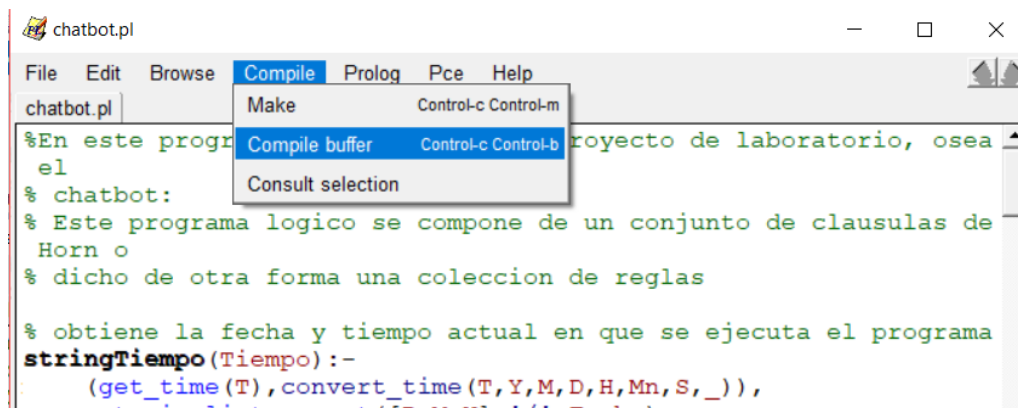 chatbot.pl
File Edit Browse Compile Prolog Pce Help
chatbot.pl
Make Control-c Control-m
Compile buffer Control-c Control-b
Consult selection
%En este progr royecto de laboratorio, osea
el
% chatbot:
% Este programa logico se compone de un conjunto de clausulas de
Horn o
% dicho de otra forma una coleccion de reglas
% obtiene la fecha y tiempo actual en que se ejecuta el programa
stringTiempo(Tiempo):-
(get_time(T),convert_time(T,Y,M,D,H,Mn,S,_)),